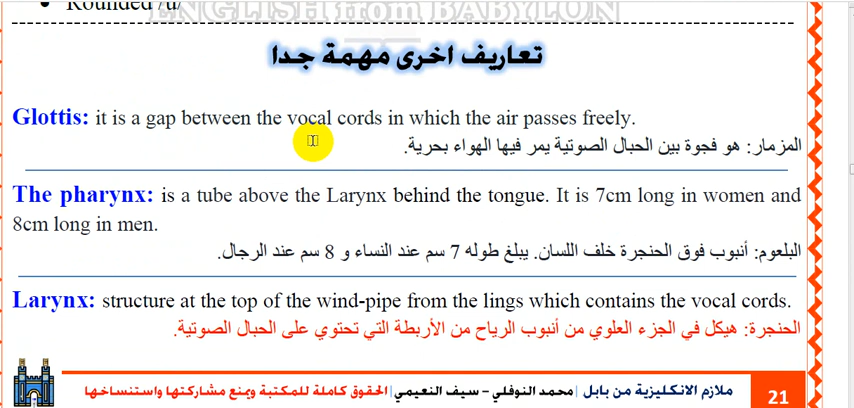 • Rounded /u/
ENGLISH from BABYLON
تعاريف اخرى مهمة جدا
Glottis: it is a gap between the vocal cords in which the air passes freely.
المزمار: هو فجوة بين الحبال الصوتية يمر فيها الهواء بحرية.
The pharynx: is a tube above the Larynx behind the tongue. It is 7cm long in women and
8cm long in men.
البلعوم: أنبوب فوق الحنجرة خلف اللسان. يبلغ طوله 7 سم عند النساء و 8 سم عند الرجال.
Larynx: structure at the top of the wind-pipe from the lings which contains the vocal cords.
الحنجرة: هيكل في الجزء العلوي من أنبوب الرياح من الأربطة التي تحتوي على الحبال الصوتية.
ملازم الانكليزية من بابل | محمد النوفلي – سيف النعيمي | الحقوق كاملة للمكتبة ويمنع مشاركتها واستنساخها
21